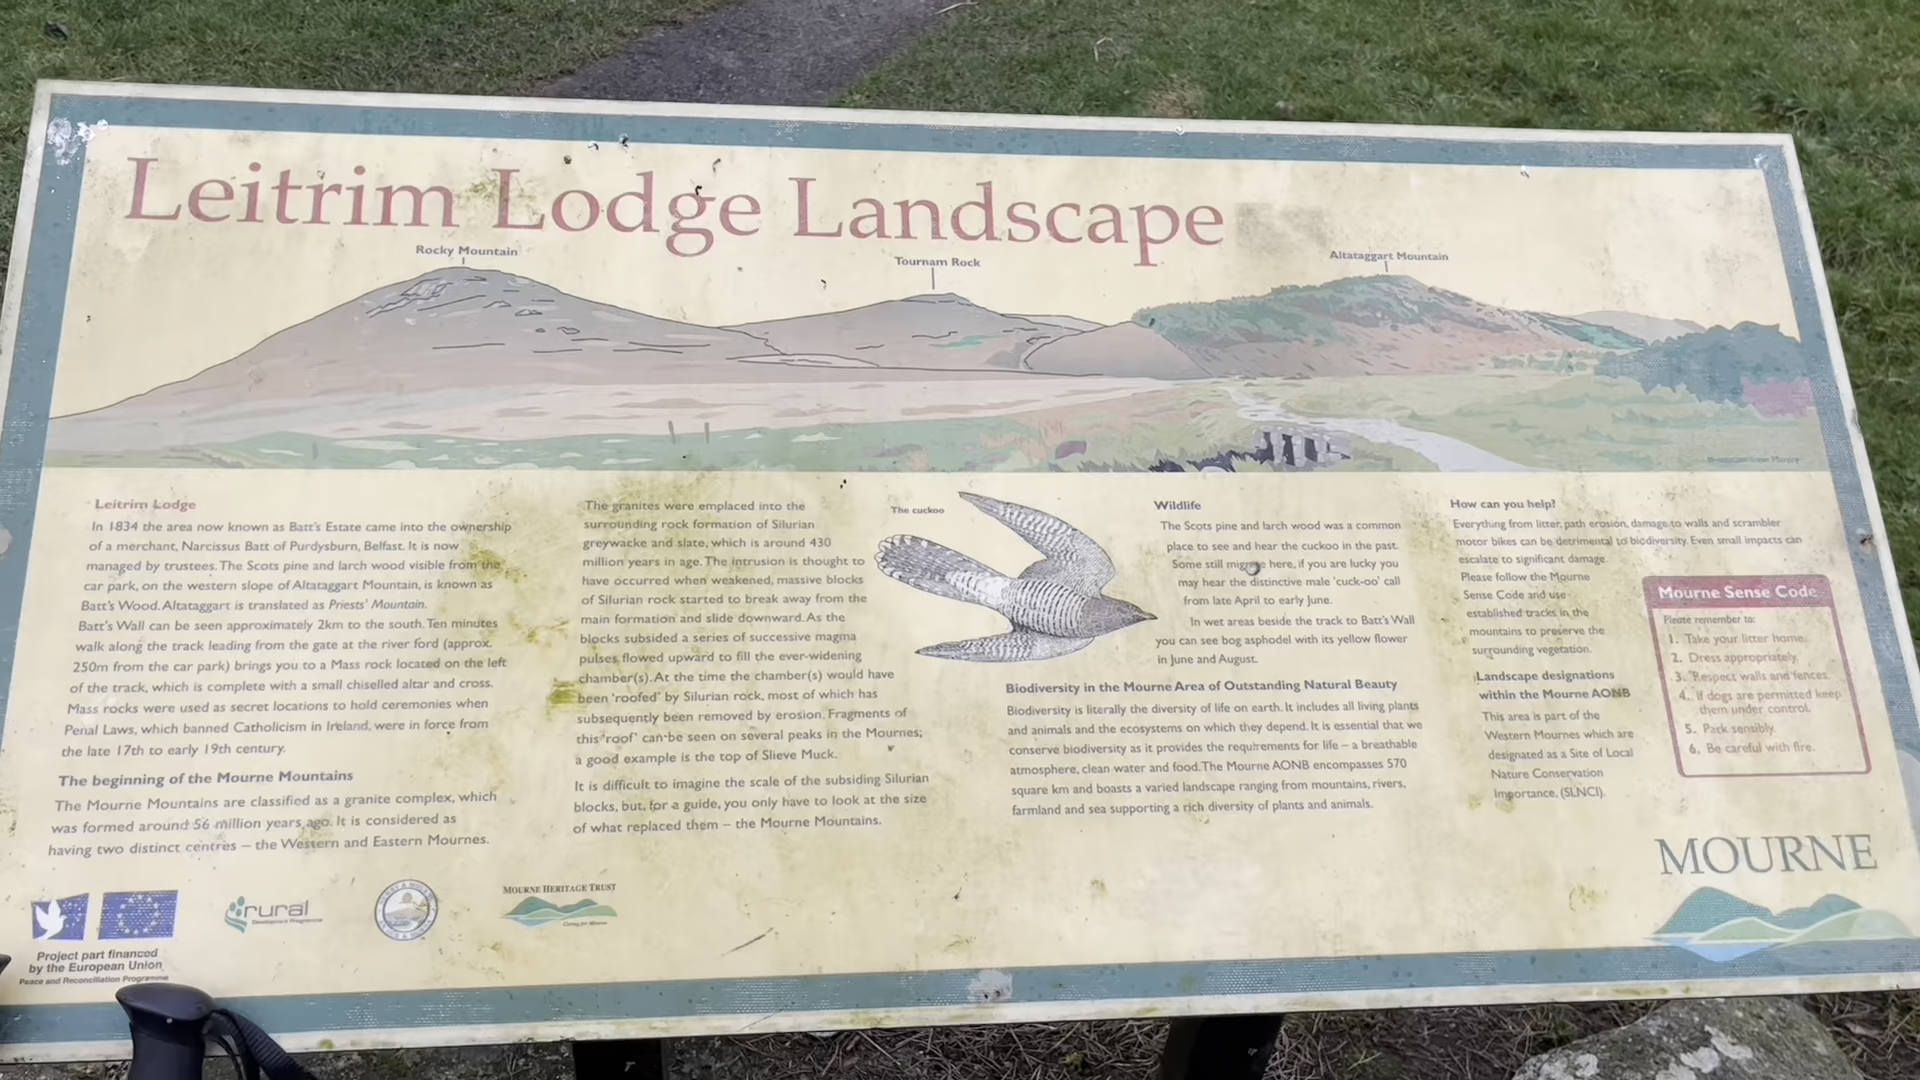 Leitrim Lodge Landscape
Rocky Mountain
Tournam Rock
Altataggart Mountain
Leitrim Lodge
In 1834 the area now known as Batt's Estate came into the ownership
of a merchant, Narcissus Batt of Purdysburn, Belfast. It is now
managed by trustees. The Scots pine and larch wood visible from the
car park, on the western slope of Altataggart Mountain, is known as
Batt's Wood. Altataggart is translated as Priests' Mountain.
Batt's Wall can be seen approximately 2km to the south. Ten minutes
walk along the track leading from the gate at the river ford (approx.
250m from the car park) brings you to a Mass rock located on the left
of the track, which is complete with a small chiselled altar and cross.
Mass rocks were used as secret locations to hold ceremonies when
Penal Laws, which banned Catholicism in Ireland, were in force from
the late 17th to early 19th century.
The beginning of the Mourne Mountains
The Mourne Mountains are classified as a granite complex, which
was formed around 56 million years ago. It is considered as
having two distinct centres – the Western and Eastern Mournes.
The granites were emplaced into the
surrounding rock formation of Silurian
greywacke and slate, which is around 430
million years in age. The intrusion is thought to
have occurred when weakened, massive blocks
of Silurian rock started to break away from the
main formation and slide downward. As the
blocks subsided a series of successive magma
pulses flowed upward to fill the ever-widening
chamber(s). At the time the chamber(s) would have
been 'roofed' by Silurian rock, most of which has
subsequently been removed by erosion. Fragments of
this 'roof' can be seen on several peaks in the Mournes;
a good example is the top of Slieve Muck.
It is difficult to imagine the scale of the subsiding Silurian
blocks, but, for a guide, you only have to look at the size
of what replaced them – the Mourne Mountains.
The cuckoo
Wildlife
The Scots pine and larch wood was a common
place to see and hear the cuckoo in the past.
Some still migrate here, if you are lucky you
may hear the distinctive male 'cuck-oo' call
from late April to early June.
In wet areas beside the track to Batt's Wall
you can see bog asphodel with its yellow flower
in June and August.
Biodiversity in the Mourne Area of Outstanding Natural Beauty
Biodiversity is literally the diversity of life on earth. It includes all living plants
and animals and the ecosystems on which they depend. It is essential that we
conserve biodiversity as it provides the requirements for life – a breathable
atmosphere, clean water and food. The Mourne AONB encompasses 570
square km and boasts a varied landscape ranging from mountains, rivers,
farmland and sea supporting a rich diversity of plants and animals.
How can you help?
Everything from litter, path erosion, damage to walls and scrambler
motor bikes can be detrimental to biodiversity. Even small impacts can
escalate to significant damage.
Please follow the Mourne
Sense Code and use
established tracks in the
mountains to preserve the
surrounding vegetation.
Landscape designations
within the Mourne AONB
This area is part of the
Western Mournes which are
designated as a Site of Local
Nature Conservation
Importance, (SLNCI).
Mourne Sense Code
Please remember to:
1. Take your litter home.
2. Dress appropriately.
3. Respect walls and fences.
4. If dogs are permitted keep
them under control.
5. Park sensibly.
6. Be careful with fire.
MOURNE
Project part financed
by the European Union
Peace and Reconciliation Programme
rural
Development Programme
MOURNE HERITAGE TRUST
Caring for Mourne